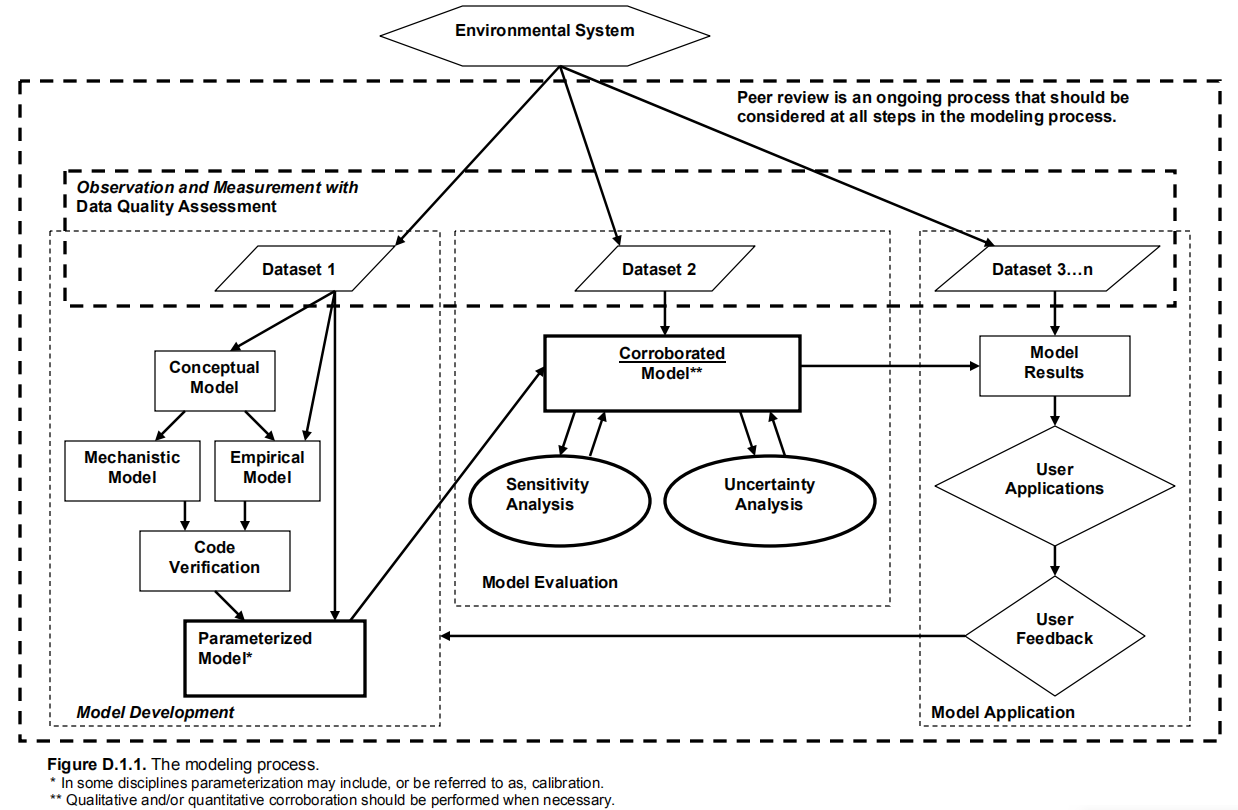 Environmental System
Peer review is an ongoing process that should be
considered at all steps in the modeling process.
Observation and Measurement with
Data Quality Assessment
Dataset 1
Dataset 2
Dataset 3…n
Conceptual
Model
Mechanistic
Model
Empirical
Model
Code
Verification
Parameterized
Model*
Model Development
Corroborated
Model**
Sensitivity
Analysis
Uncertainty
Analysis
Model Evaluation
Model
Results
User
Applications
User
Feedback
Model Application
Figure D.1.1. The modeling process.
* In some disciplines parameterization may include, or be referred to as, calibration.
** Qualitative and/or quantitative corroboration should be performed when necessary.